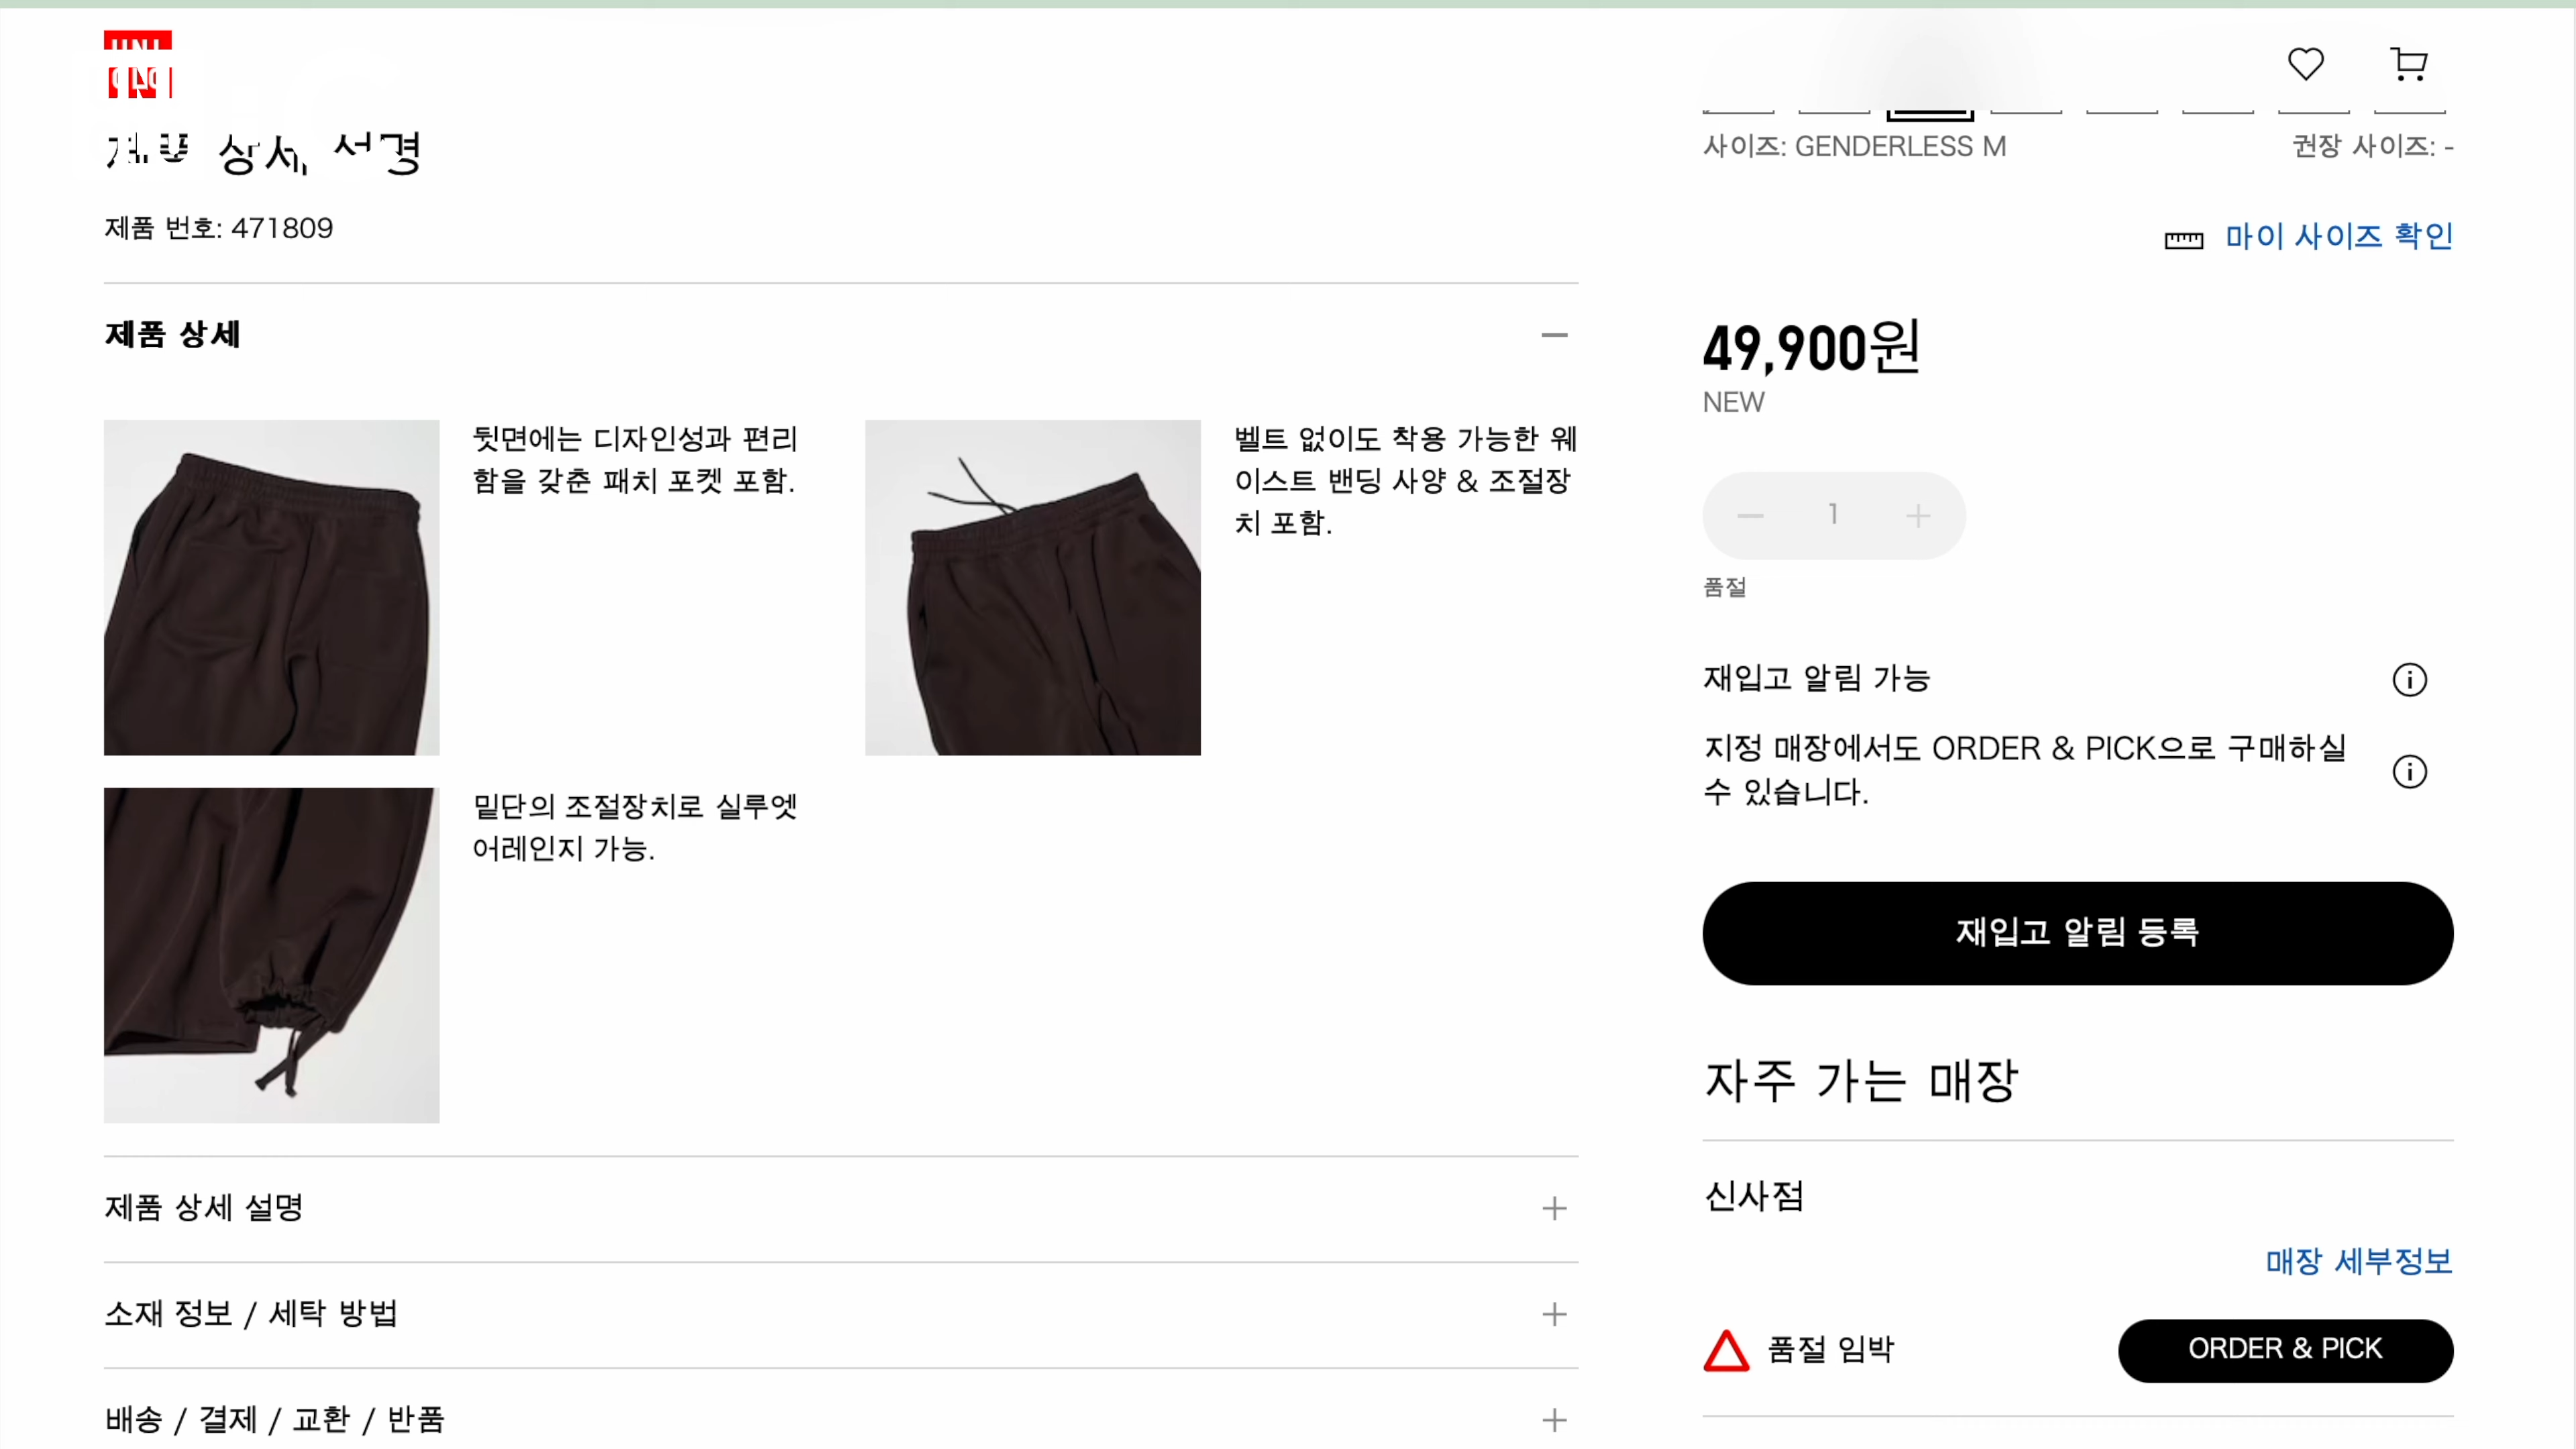 제품 상세 설명
제품 번호: 471809
제품 상세
뒷면에는 디자인성과 편리
함을 갖춘 패치 포켓 포함.
벨트 없이도 착용 가능한 웨
이스트 밴딩 사양 & 조절장
치 포함.
밑단의 조절장치로 실루엣
어레인지 가능.
제품 상세 설명
소재 정보 / 세탁 방법
배송 / 결제 / 교환 / 반품
사이즈: GENDERLESS M
권장 사이즈: -
마이 사이즈 확인
49,900원
NEW
1
품절
재입고 알림 가능
지정 매장에서도 ORDER & PICK으로 구매하실
수 있습니다.
재입고 알림 등록
자주 가는 매장
신사점
매장 세부정보
품절 임박
ORDER & PICK